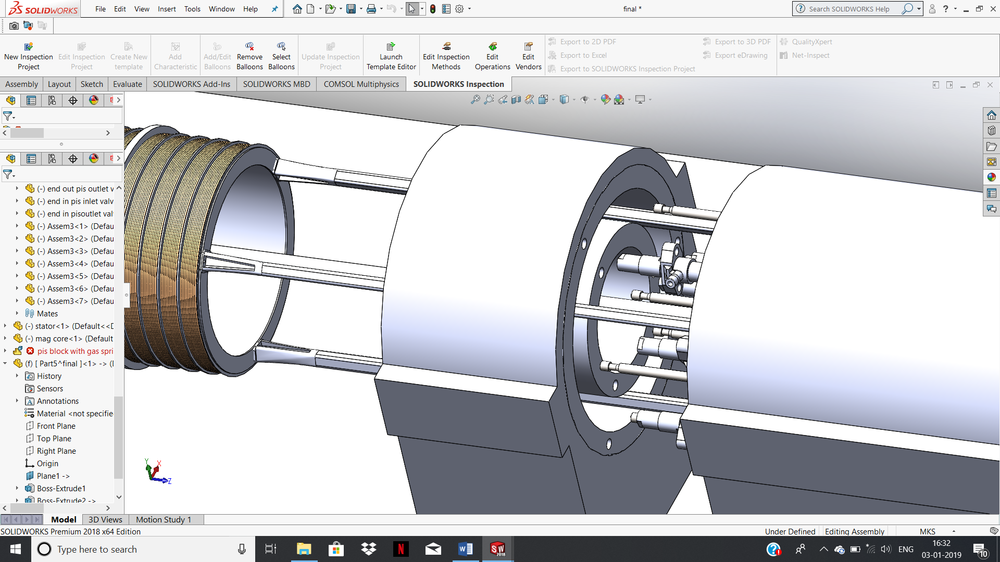 SOLIDWORKS
File Edit View Insert Tools Window Help
final *
Search SOLIDWORKS Help
?
New Inspection Project
Edit Inspection Project
Create New template
Add Characteristic
Add/Edit Balloons
Remove Balloons
Select Balloons
Update Inspection Project
Launch Template Editor
Edit Inspection Methods
Edit Operations
Edit Vendors
Export to 2D PDF
Export to Excel
Export to SOLIDWORKS Inspection Project
Export to 3D PDF
Export eDrawing
QualityXpert
Net-Inspect
Assembly Layout Sketch Evaluate SOLIDWORKS Add-Ins SOLIDWORKS MBD COMSOL Multiphysics SOLIDWORKS Inspection
(-) end out pis outlet v
(-) end in pis inlet valv
(-) end in pisoutlet val
(-) Assem3<1> (Defau
(-) Assem3<2> (Defau
(-) Assem3<3> (Defau
(-) Assem3<4> (Defau
(-) Assem3<5> (Defau
(-) Assem3<6> (Defau
(-) Assem3<7> (Defau
Mates
(-) stator<1> (Default<<D
(-) mag core<1> (Default
pis block with gas spri
(f) [ Part5^final ]<1> -> (
History
Sensors
Annotations
Material <not specifie
Front Plane
Top Plane
Right Plane
Origin
Plane1 ->
Boss-Extrude1
Boss-Extrude2 ->
Y
X
Z
Model 3D Views Motion Study 1
SOLIDWORKS Premium 2018 x64 Edition
Under Defined Editing Assembly MKS
Type here to search
N
W
SW 2018
ENG
16:32
03-01-2019
10